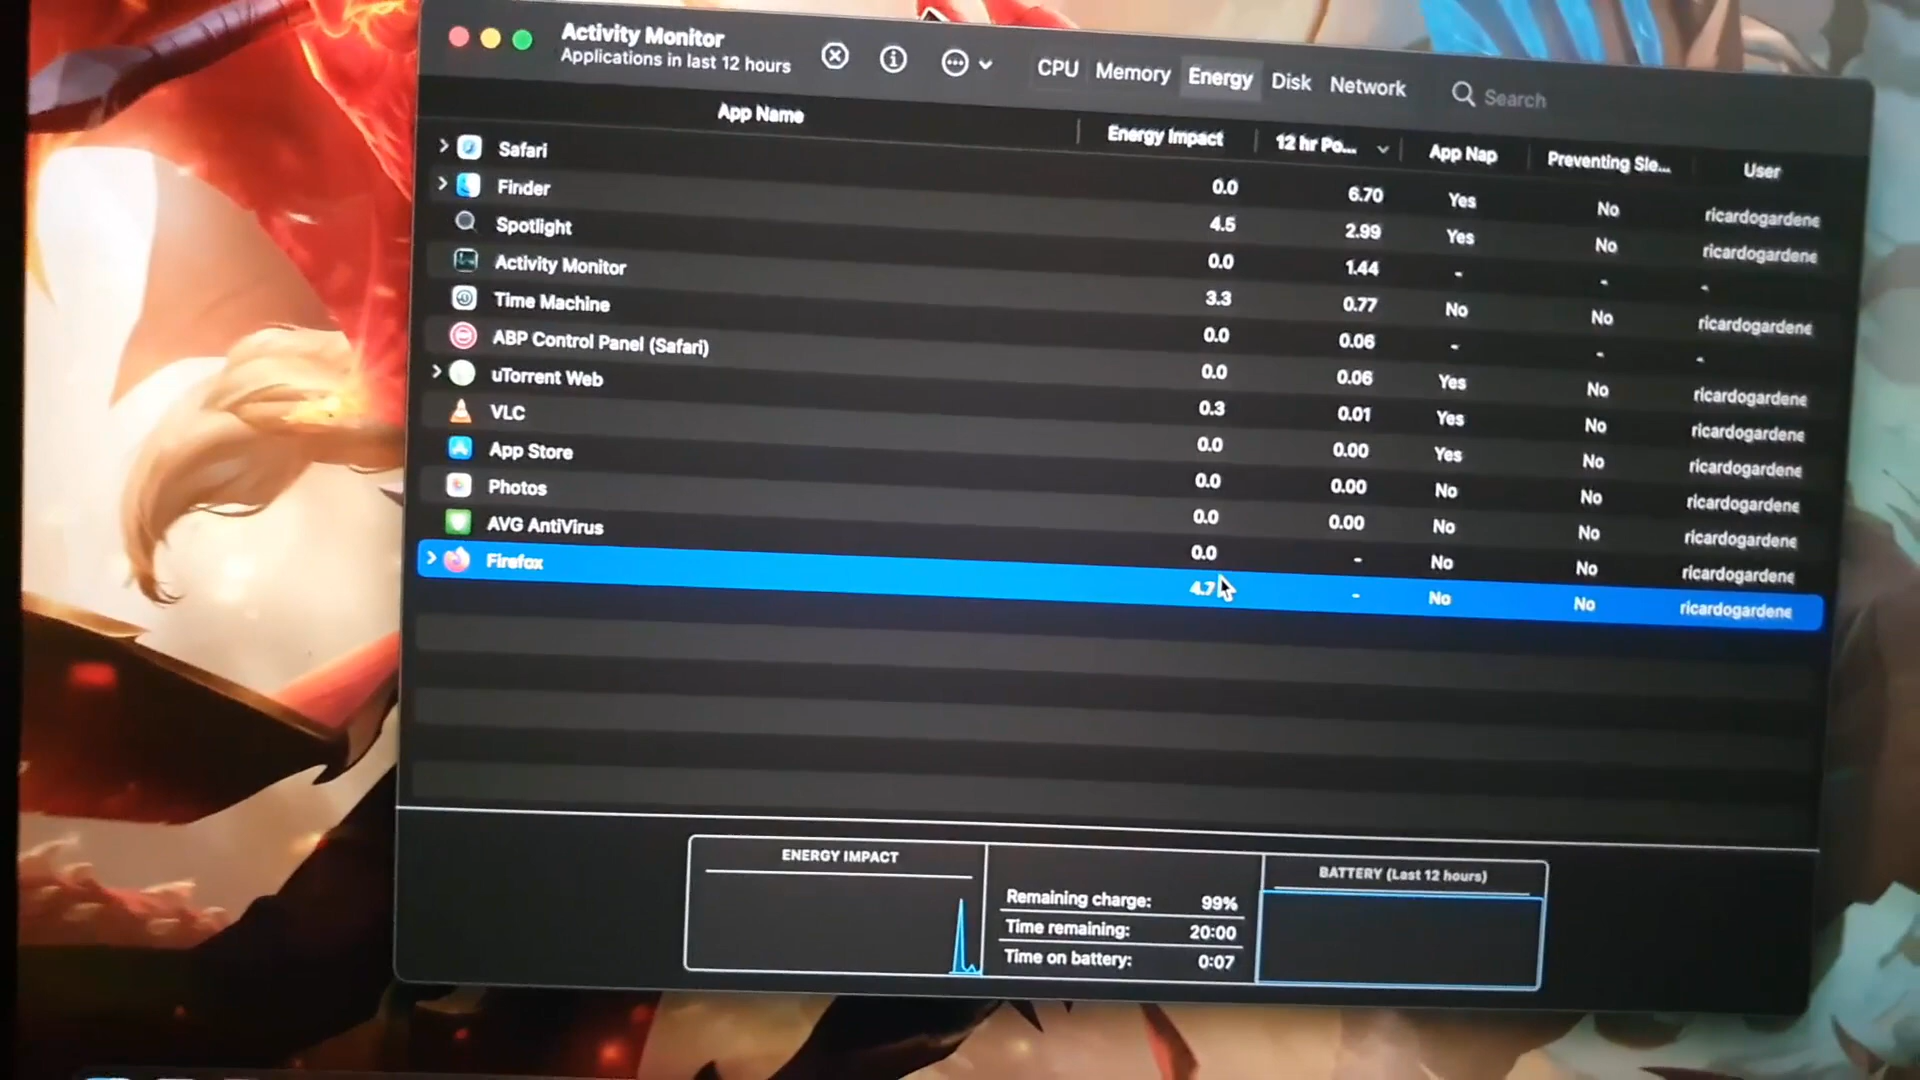 Activity Monitor
Applications in last 12 hours
CPU Memory Energy Disk Network Search
App Name Energy Impact 12 hr Po... App Nap Preventing Sle... User
Safari 0.0 6.70 Yes No ricardogardene
Finder 4.5 2.99 Yes No ricardogardene
Spotlight 0.0 1.44 - - -
Activity Monitor 3.3 0.77 No No ricardogardene
Time Machine 0.0 0.06 - - -
ABP Control Panel (Safari) 0.0 0.06 Yes No ricardogardene
uTorrent Web 0.3 0.01 Yes No ricardogardene
VLC 0.0 0.00 Yes No ricardogardene
App Store 0.0 0.00 No No ricardogardene
Photos 0.0 0.00 No No ricardogardene
AVG AntiVirus 0.0 - No No ricardogardene
Firefox 4.7 - No No ricardogardene
ENERGY IMPACT
Remaining charge: 99%
Time remaining: 20:00
Time on battery: 0:07
BATTERY (Last 12 hours)